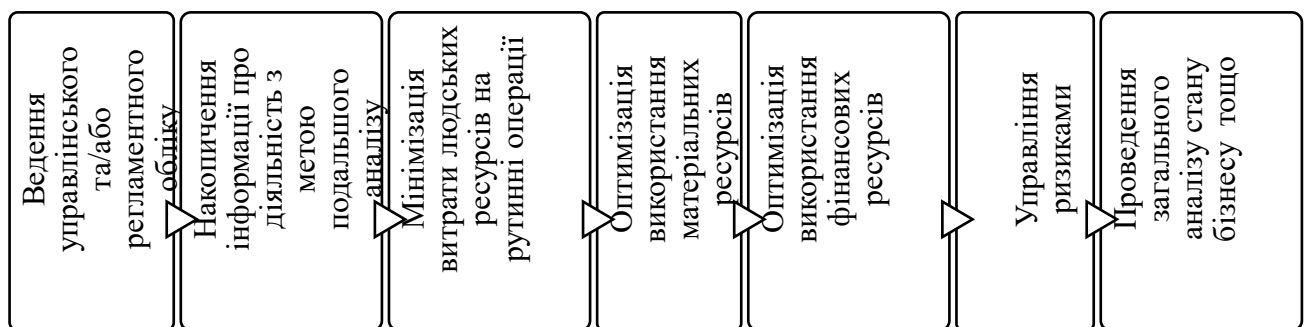 Ведення
управлінського
та/або
регламентного
обліку
Накопичення
інформації про
діяльність з
метою
подальшого
аналізу
Мінімізація
витрати людських
ресурсів на
рутинні операції
Оптимізація
використання
матеріальних
ресурсів
Оптимізація
використання
фінансових
ресурсів
Управління
ризиками
Проведення
загального
аналізу стану
бізнесу тощо